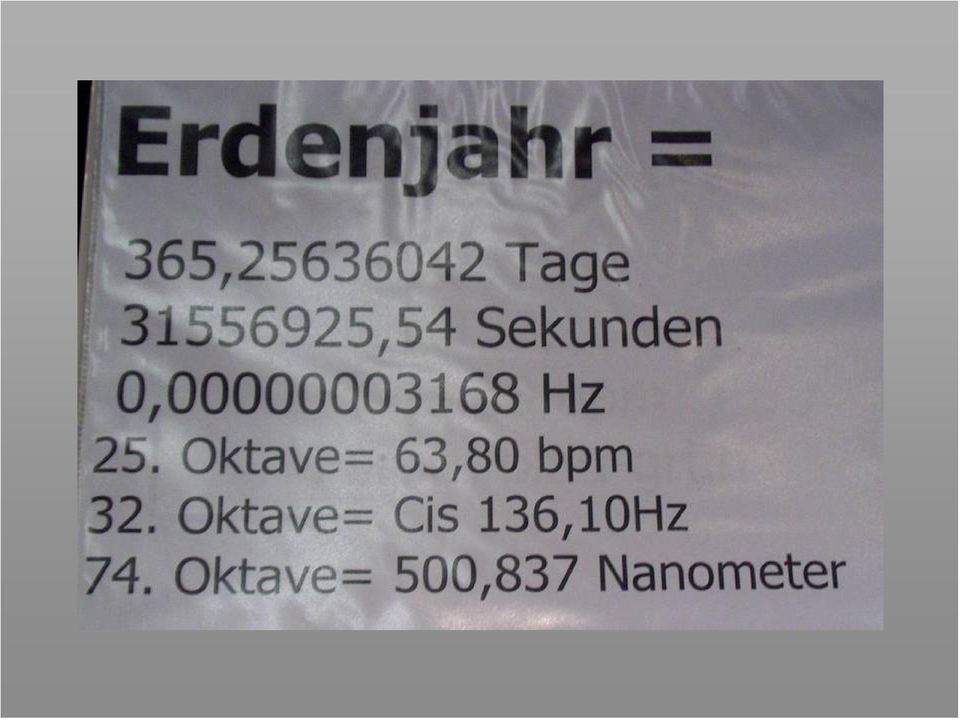 Erdenjahr =
365,25636042 Tage
31556925,54 Sekunden
0,00000003168 Hz
25. Oktave= 63,80 bpm
32. Oktave= Cis 136,10Hz
74. Oktave= 500,837 Nanometer